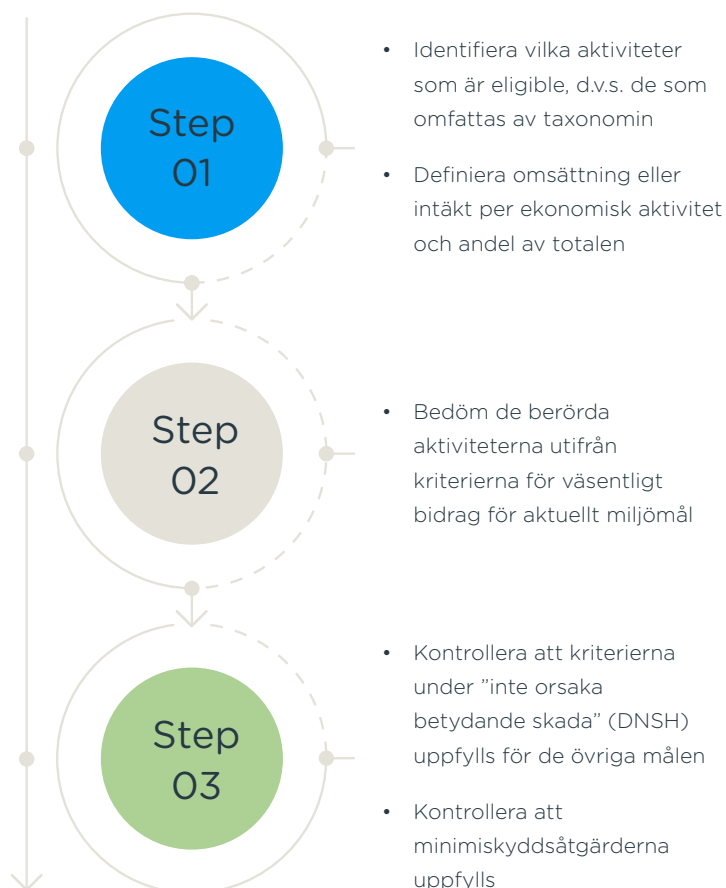 Step
01
• Identifiera vilka aktiviteter
som är eligible, d.v.s. de som
omfattas av taxonomin
• Definiera omsättning eller
intäkt per ekonomisk aktivitet
och andel av totalen
Step
02
• Bedöm de berörda
aktiviteterna utifrån
kriterierna för väsentligt
bidrag för aktuellt miljömål
Step
03
• Kontrollera att kriterierna
under ”inte orsaka
betydande skada” (DNSH)
uppfylls för de övriga målen
• Kontrollera att
minimiskyddsåtgärderna
uppfylls